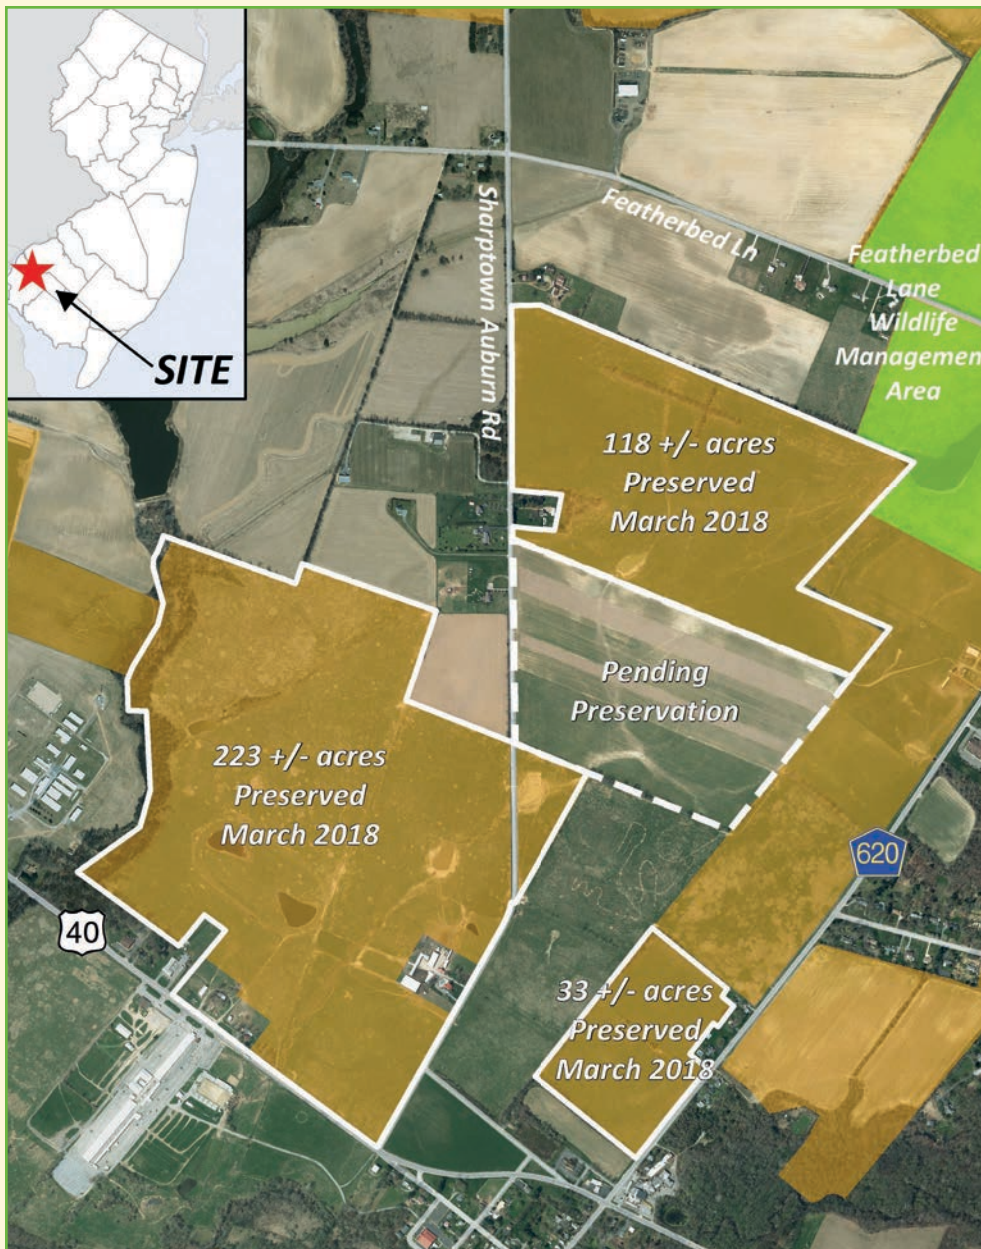 SITE
Sharptown Auburn Rd
Featherbed Ln
Featherbed
Lane
Wildlife
Management
Area
118 +/- acres
Preserved
March 2018
Pending
Preservation
223 +/- acres
Preserved
March 2018
620
40
33 +/- acres
Preserved
March 2018